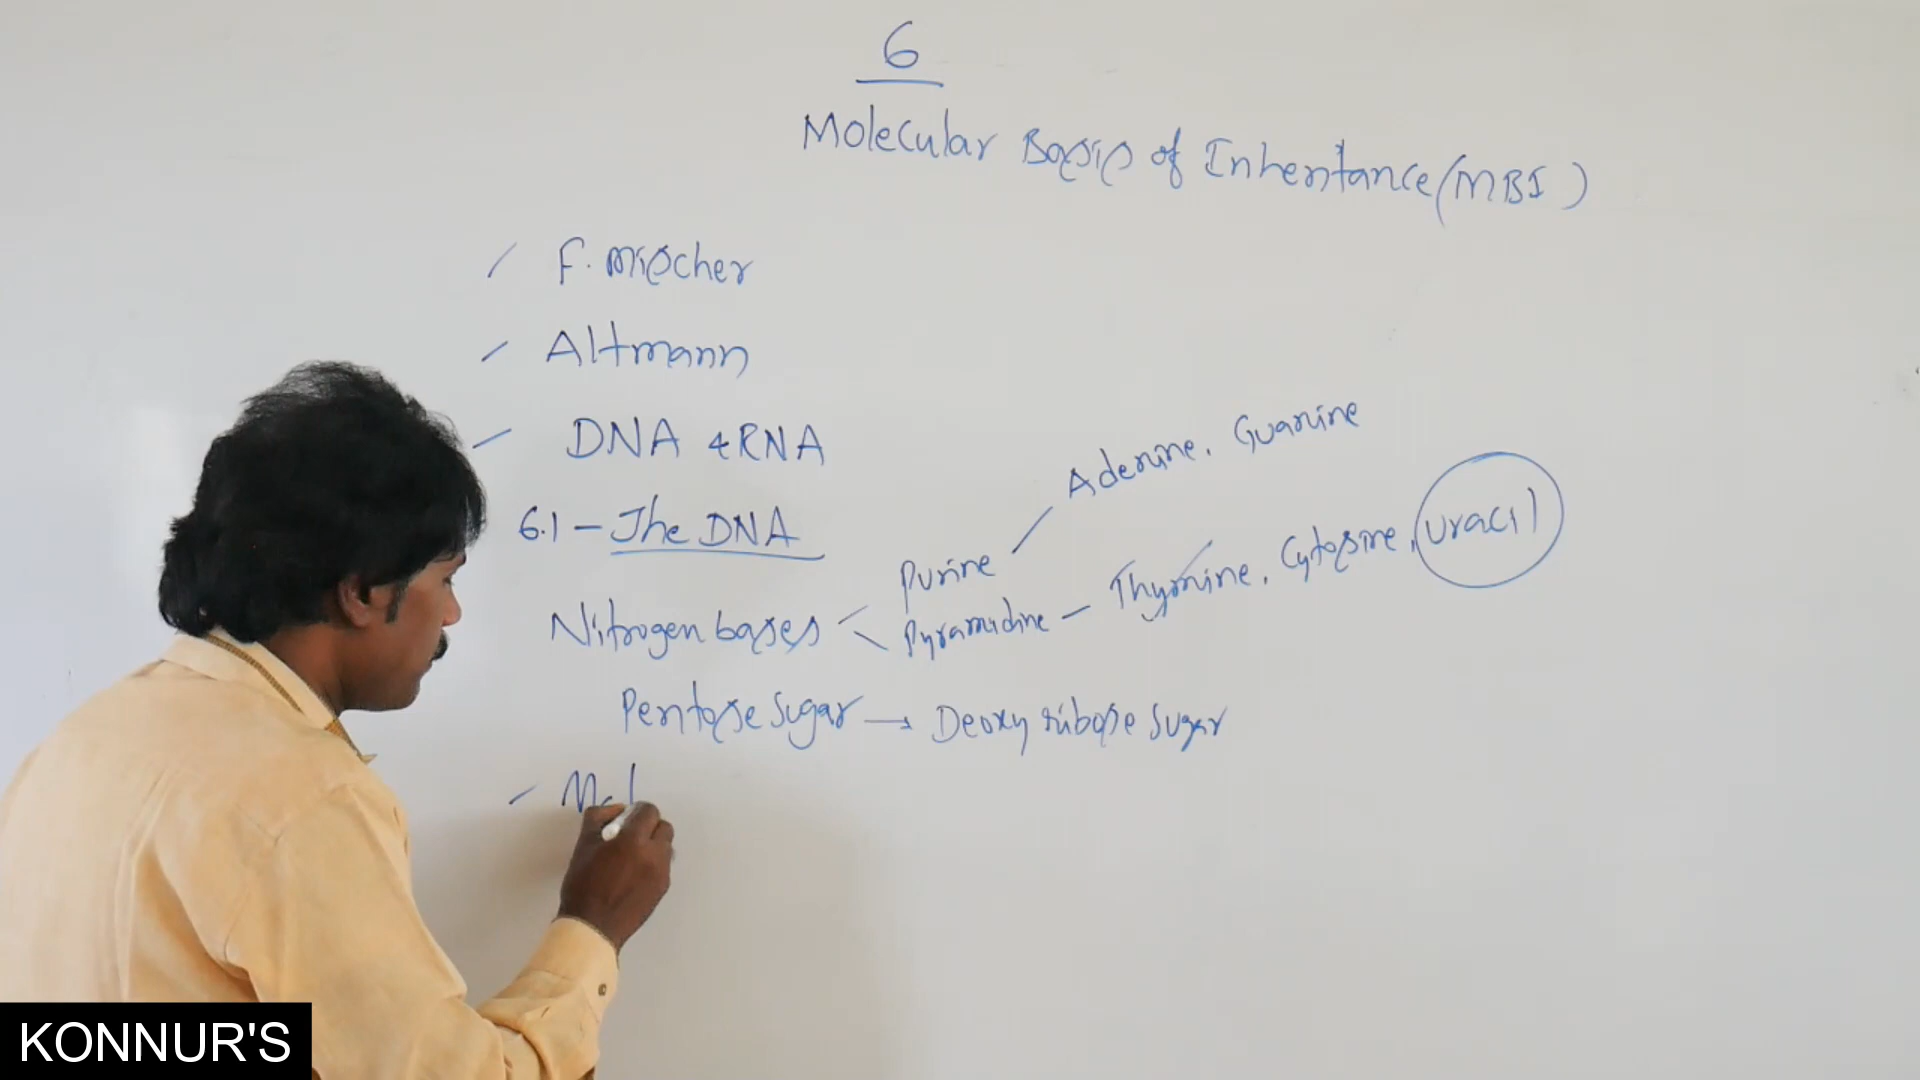 6
Molecular Basis of Inheritance (MBI)
F. Miescher
Altmann
DNA & RNA
6.1 - The DNA
Adenine, Guanine
Purine
Nitrogen bases
Pyramidine - Thymine, Cytosine, Uracil
Pentose Sugar → Deoxy ribose Sugar
KONNUR'S